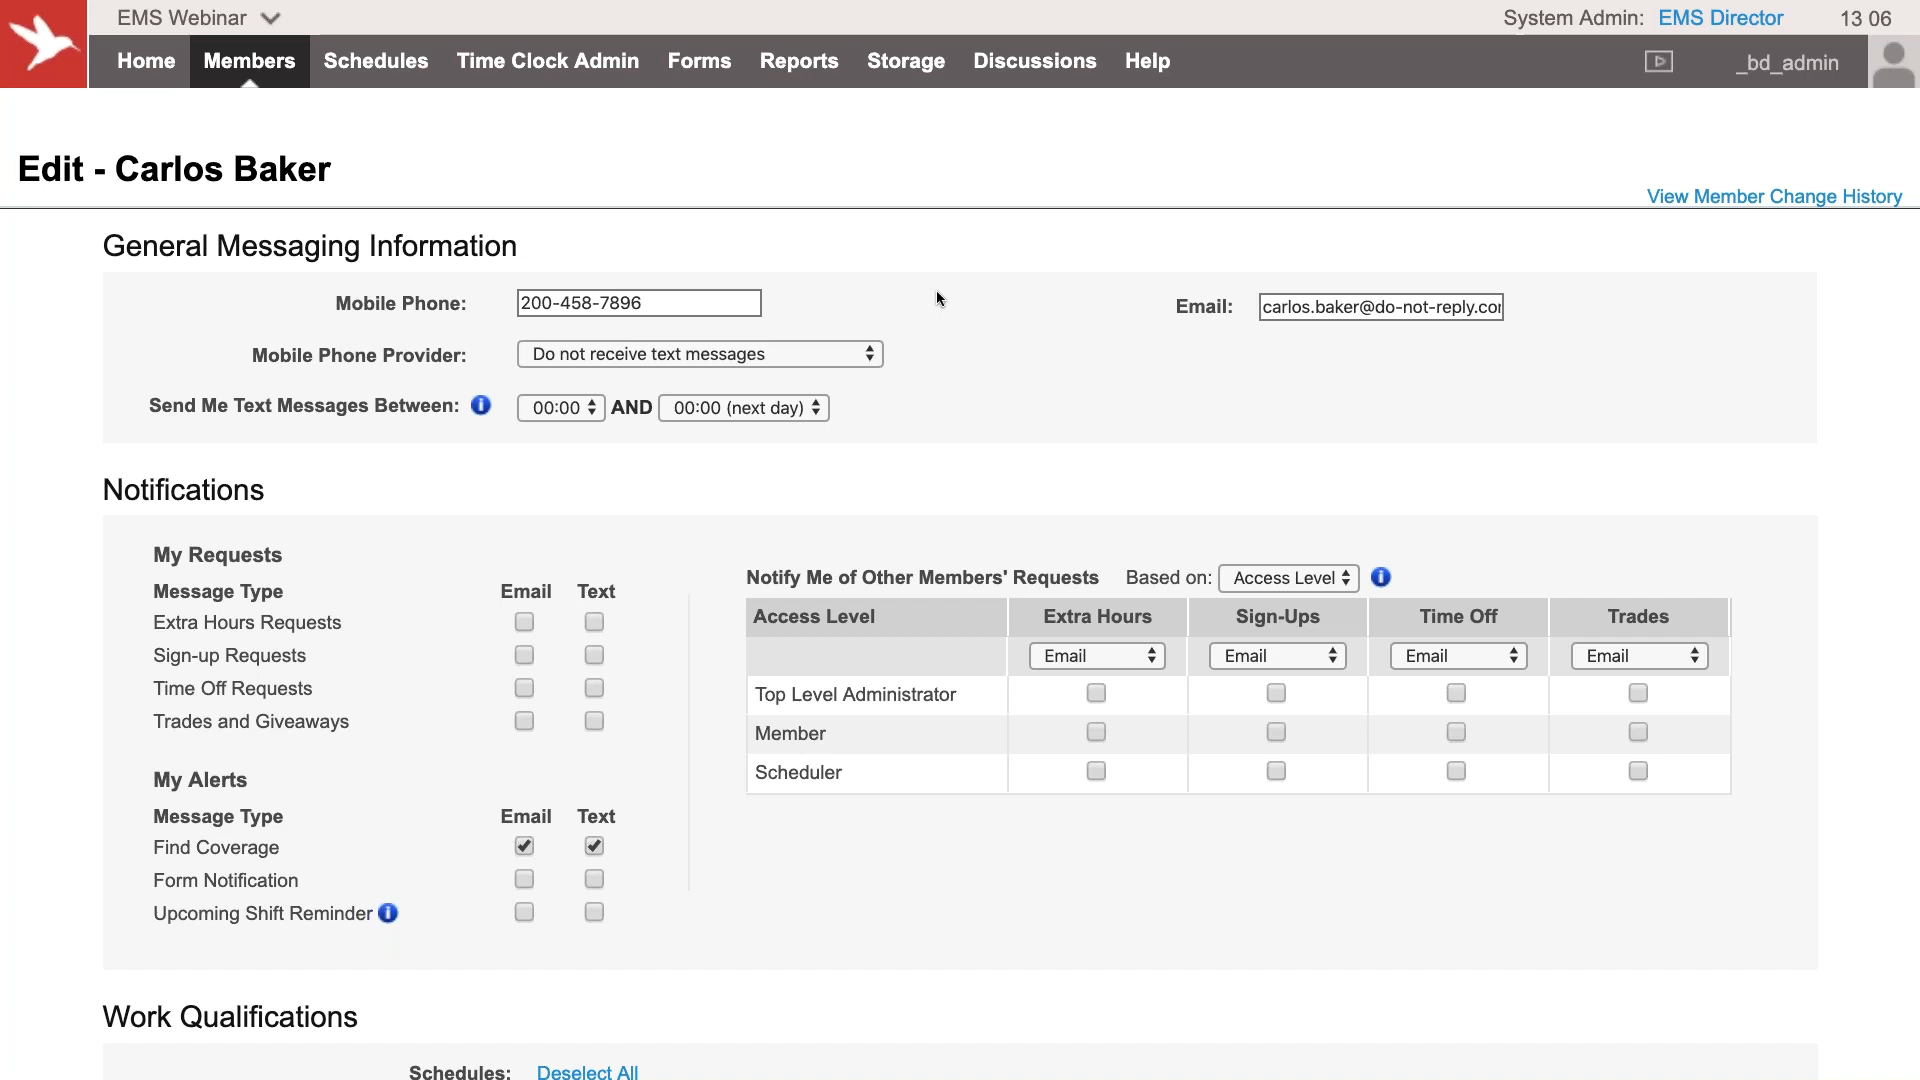 EMS Webinar
System Admin: EMS Director 13 06
Home Members Schedules Time Clock Admin Forms Reports Storage Discussions Help _bd_admin
Edit - Carlos Baker
View Member Change History
General Messaging Information
Mobile Phone: 200-458-7896
Email: carlos.baker@do-not-reply.cor
Mobile Phone Provider: Do not receive text messages
Send Me Text Messages Between: 00:00 AND 00:00 (next day)
Notifications
My Requests
Message Type Email Text
Extra Hours Requests
Sign-up Requests
Time Off Requests
Trades and Giveaways
My Alerts
Message Type Email Text
Find Coverage
Form Notification
Upcoming Shift Reminder
Notify Me of Other Members' Requests Based on: Access Level
Access Level Extra Hours Sign-Ups Time Off Trades
Email Email Email Email
Top Level Administrator
Member
Scheduler
Work Qualifications
Schedules: Deselect All